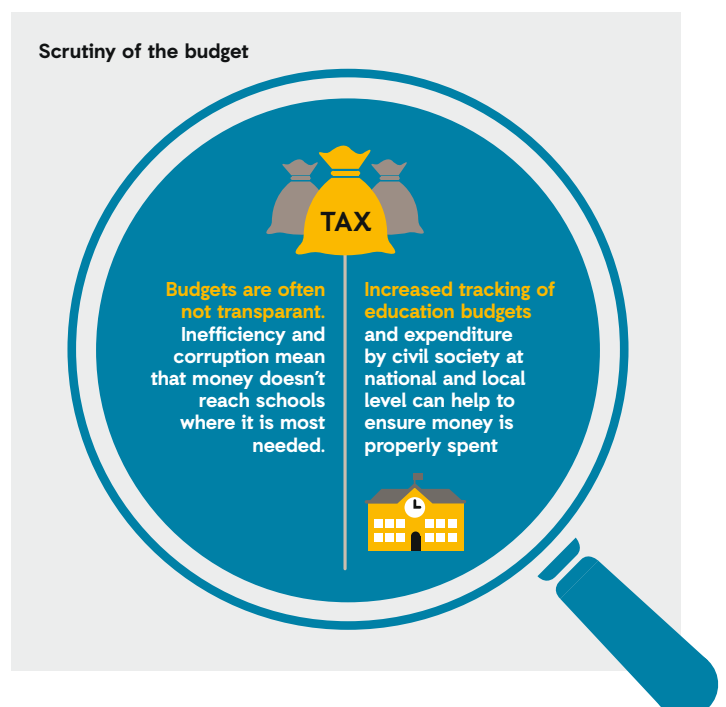 Scrutiny of the budget
TAX
Budgets are often
not transparant.
Inefficiency and
corruption mean
that money doesn't
reach schools
where it is most
needed.
Increased tracking of
education budgets
and expenditure
by civil society at
national and local
level can help to
ensure money is
properly spent